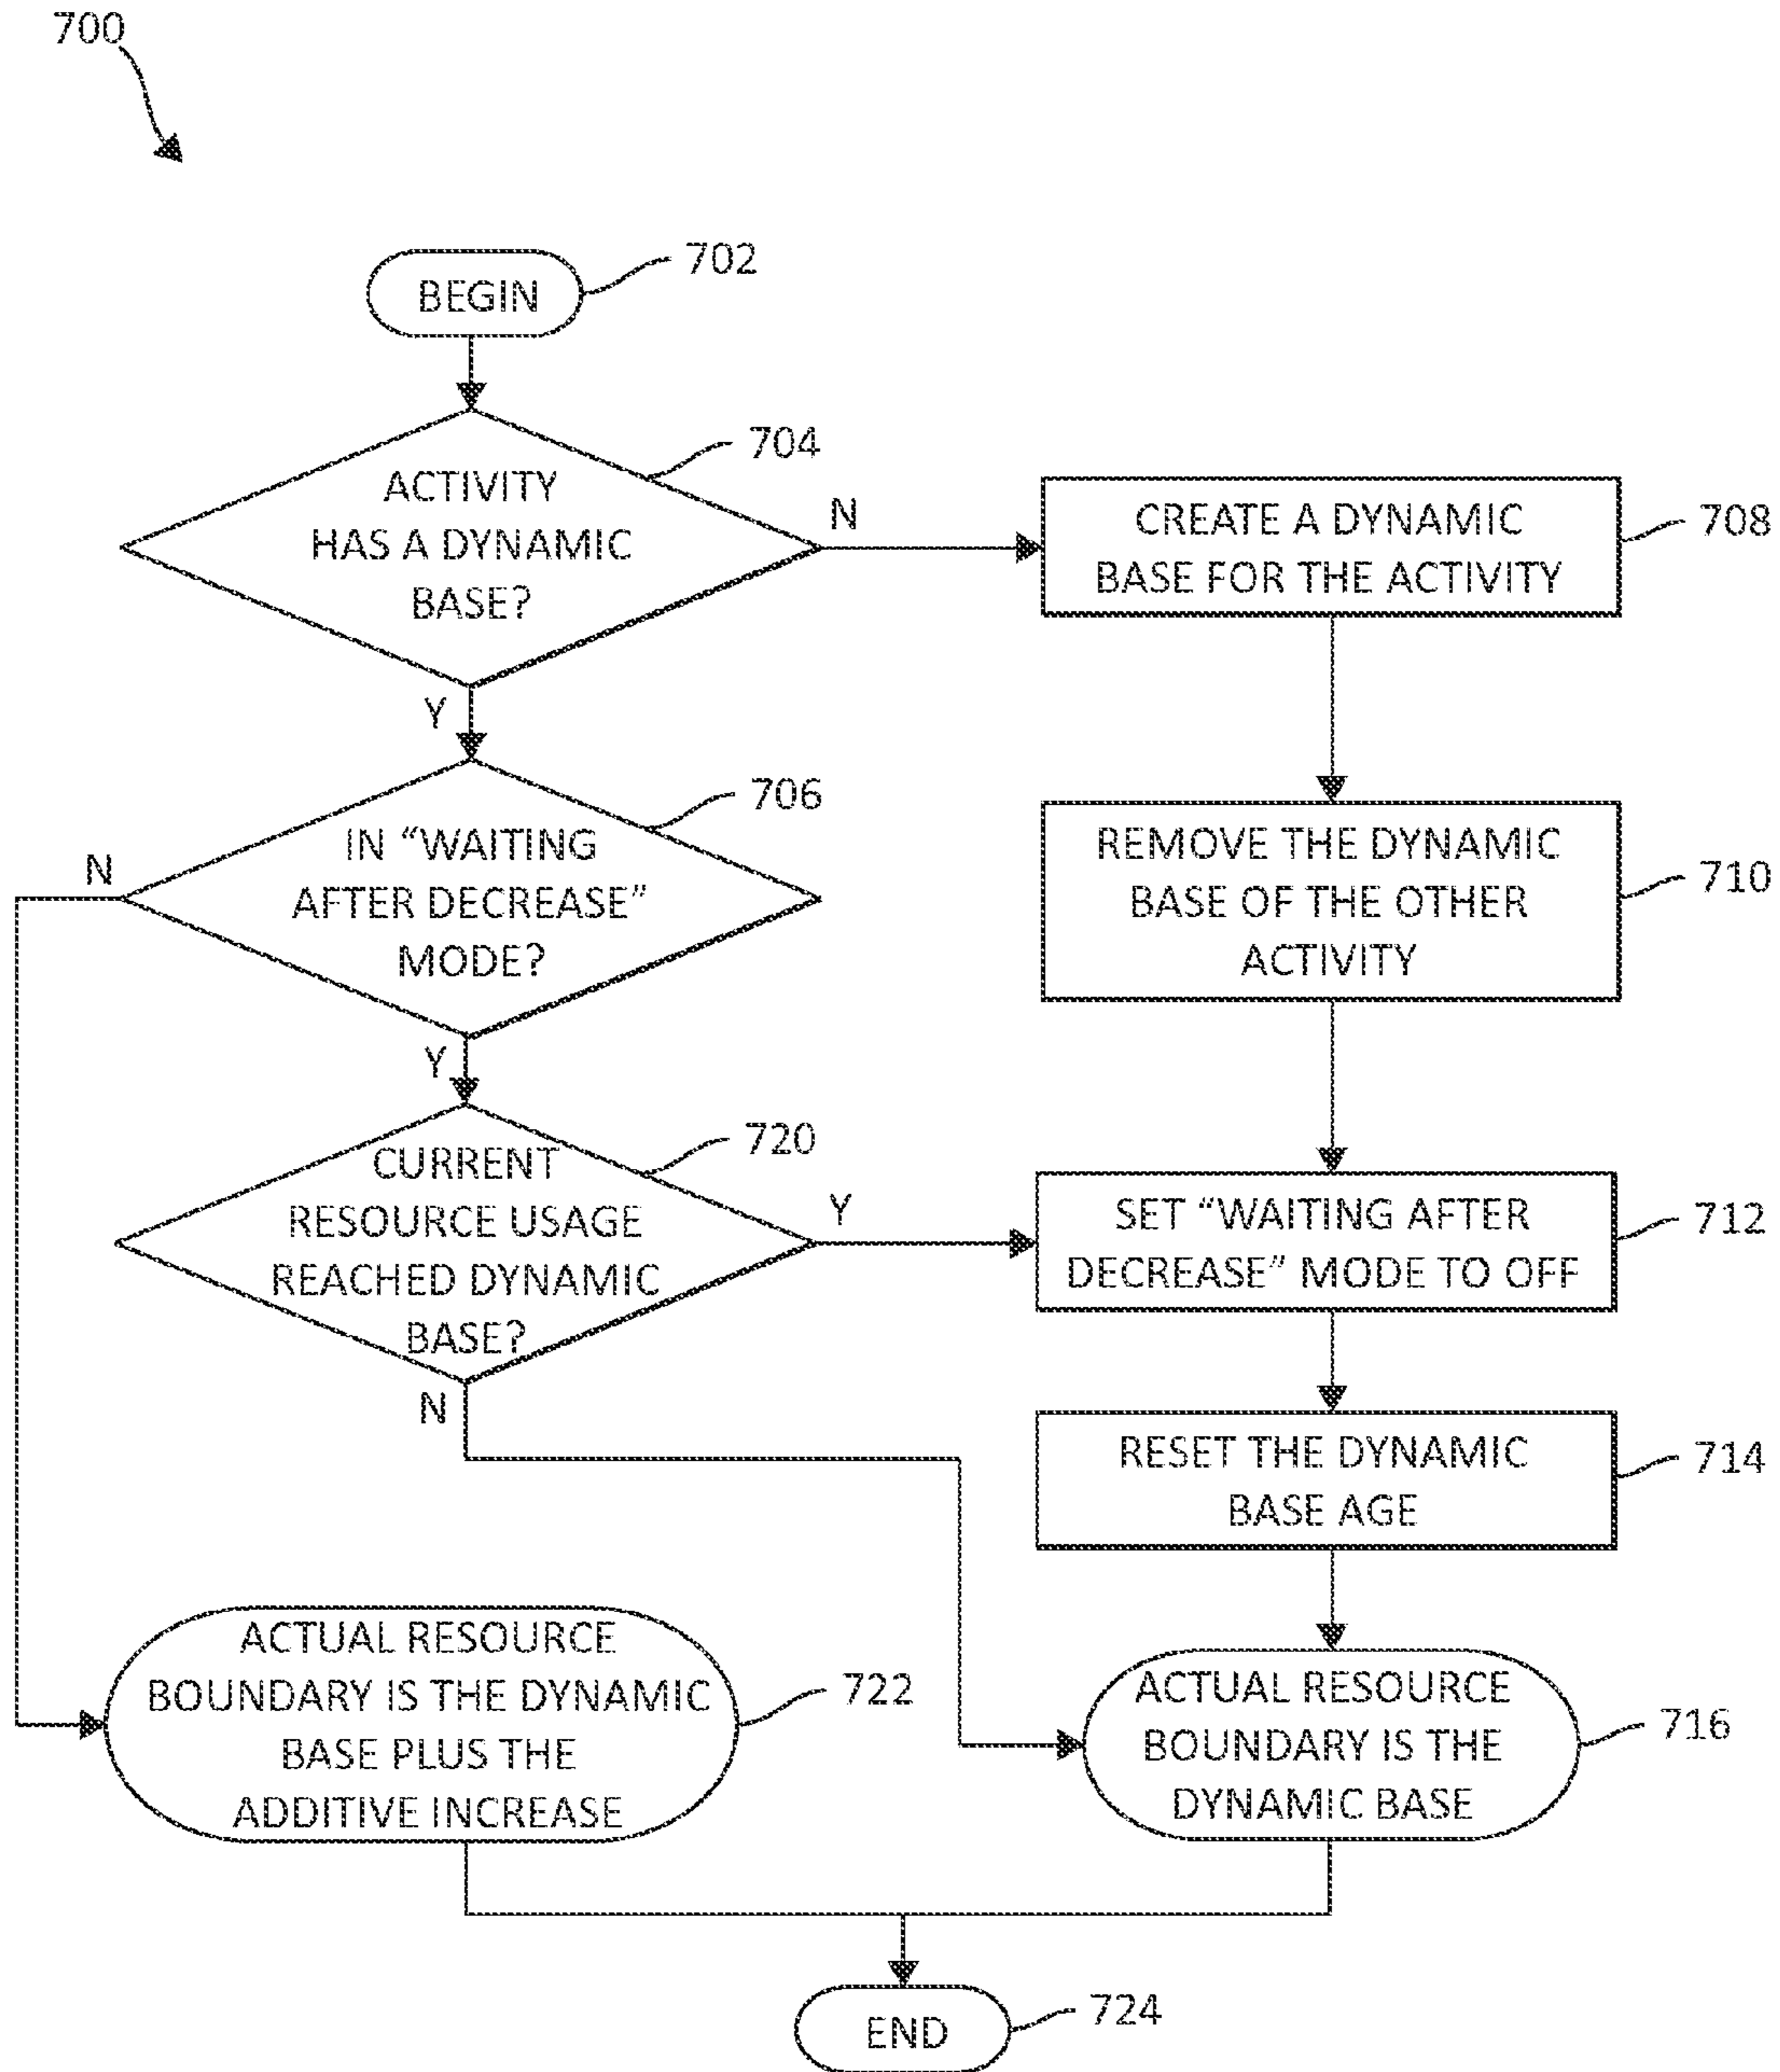 700
702
BEGIN
704
ACTIVITY
HAS A DYNAMIC
BASE?
N
Y
CREATE A DYNAMIC
BASE FOR THE ACTIVITY
708
706
IN “WAITING
AFTER DECREASE”
MODE?
N
Y
REMOVE THE DYNAMIC
BASE OF THE OTHER
ACTIVITY
710
720
CURRENT
RESOURCE USAGE
REACHED DYNAMIC
BASE?
Y
N
SET “WAITING AFTER
DECREASE” MODE TO OFF
712
RESET THE DYNAMIC
BASE AGE
714
ACTUAL RESOURCE
BOUNDARY IS THE DYNAMIC
BASE PLUS THE
ADDITIVE INCREASE
722
ACTUAL RESOURCE
BOUNDARY IS THE
DYNAMIC BASE
716
END
724